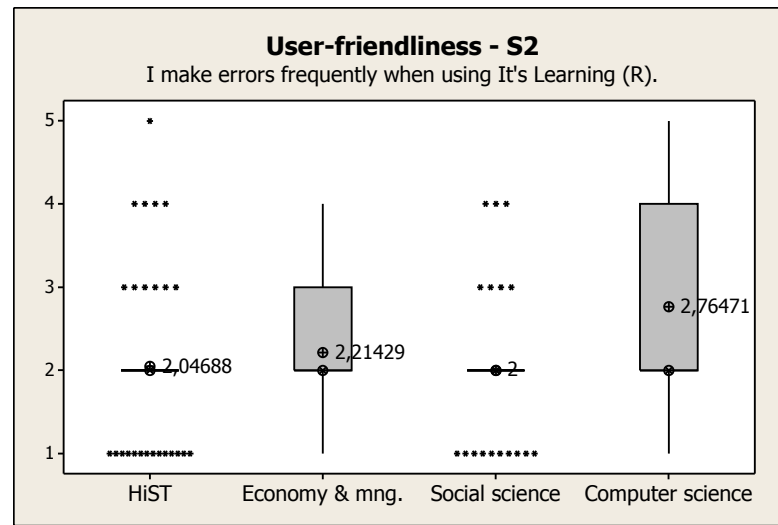 User-friendliness - S2
I make errors frequently when using It's Learning (R).
5
4
3
2
1
2,04688
2,21429
2
2,76471
HiST
Economy & mng.
Social science
Computer science